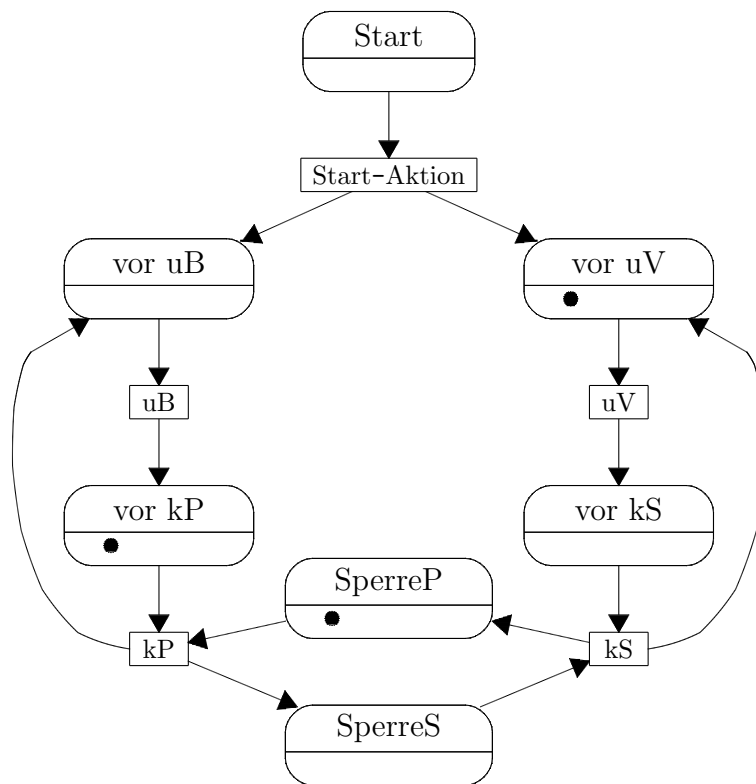 Start
Start-Aktion
vor uB
vor uV
uB
uV
vor kP
vor kS
SperreP
kP
kS
SperreS